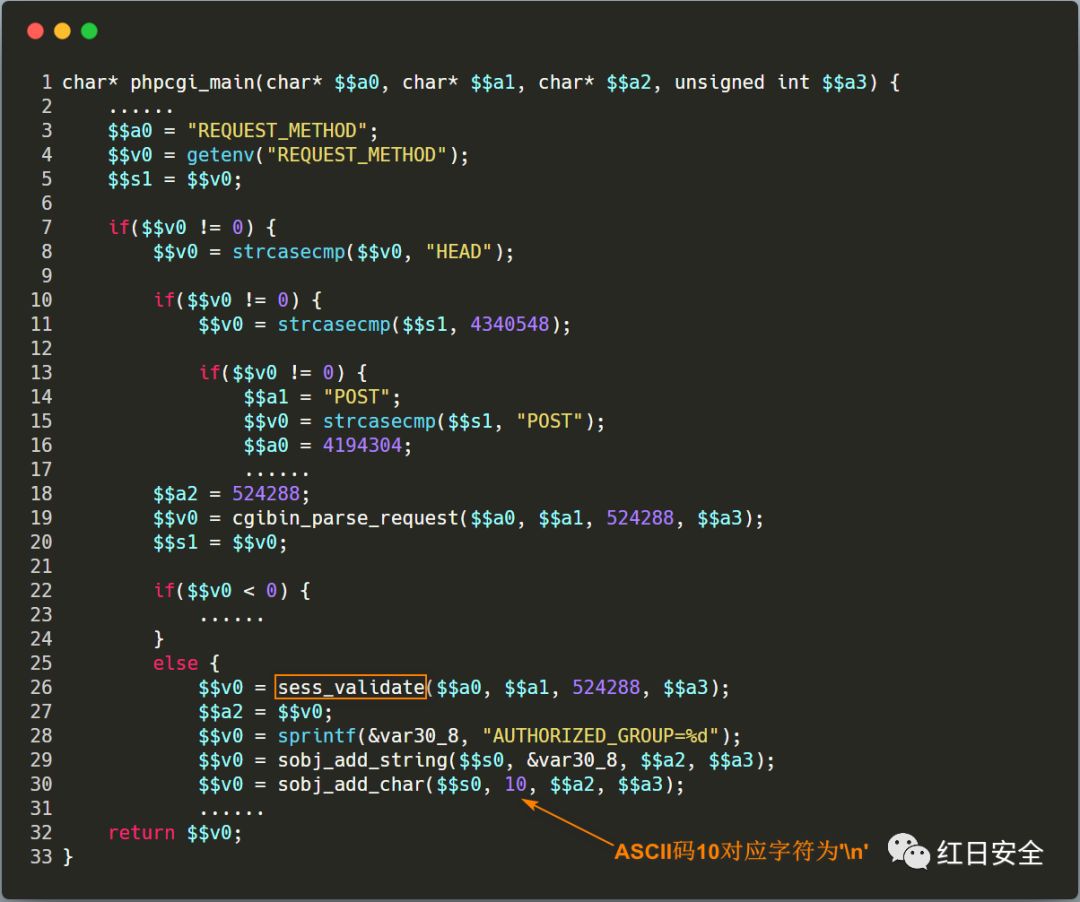 1 char* phpcgi_main(char* $$a0, char* $$a1, char* $$a2, unsigned int $$a3) {
2 ......
3 $$a0 = "REQUEST_METHOD";
4 $$v0 = getenv("REQUEST_METHOD");
5 $$s1 = $$v0;
6
7 if($$v0 != 0) {
8 $$v0 = strcasecmp($$v0, "HEAD");
9
10 if($$v0 != 0) {
11 $$v0 = strcasecmp($$s1, 4340548);
12
13 if($$v0 != 0) {
14 $$a1 = "POST";
15 $$v0 = strcasecmp($$s1, "POST");
16 $$a0 = 4194304;
17 ......
18 $$a2 = 524288;
19 $$v0 = cgibin_parse_request($$a0, $$a1, 524288, $$a3);
20 $$s1 = $$v0;
21
22 if($$v0 < 0) {
23 ......
24 }
25 else {
26 $$v0 = sess_validate($$a0, $$a1, 524288, $$a3);
27 $$a2 = $$v0;
28 $$v0 = sprintf(&var30_8, "AUTHORIZED_GROUP=%d");
29 $$v0 = sobj_add_string($$s0, &var30_8, $$a2, $$a3);
30 $$v0 = sobj_add_char($$s0, 10, $$a2, $$a3);
31 ......
32 return $$v0;
33 }
ASCII码10对应字符为'\n'
红日安全